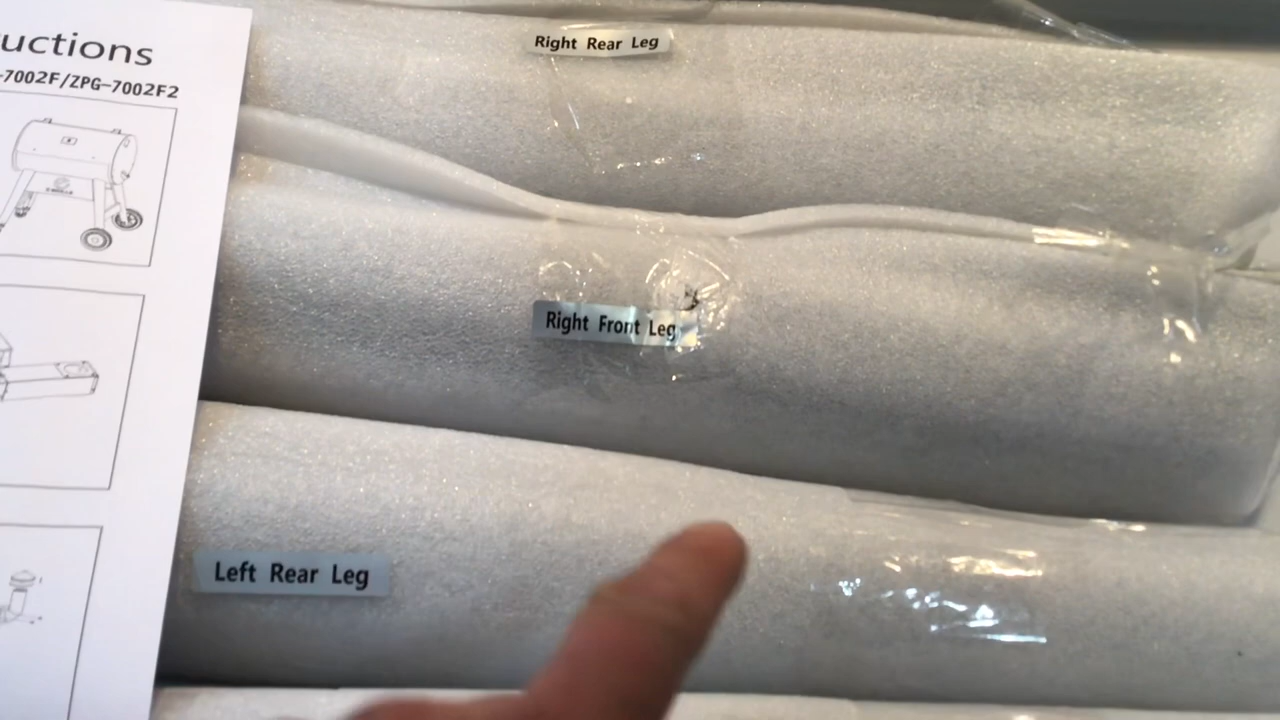 uctions
-7002F/ZPG-7002F2
Right Rear Leg
Right Front Leg
Left Rear Leg